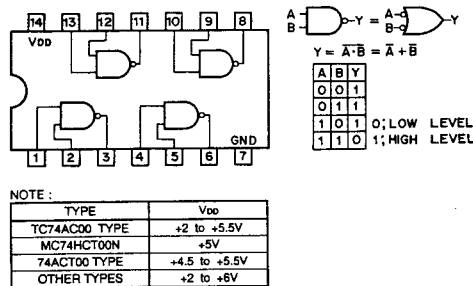 14 13 12 11 10 9 8
VDD
GND
1 2 3 4 5 6 7
A B Y = A B Y
Y = A·B = A + B
A B Y
0 0 1
0 1 1
1 0 1 0; LOW LEVEL
1 1 0 1; HIGH LEVEL
NOTE :
TYPE VDD
TC74AC00 TYPE +2 to +5.5V
MC74HCT00N +5V
74ACT00 TYPE +4.5 to +5.5V
OTHER TYPES +2 to +6V